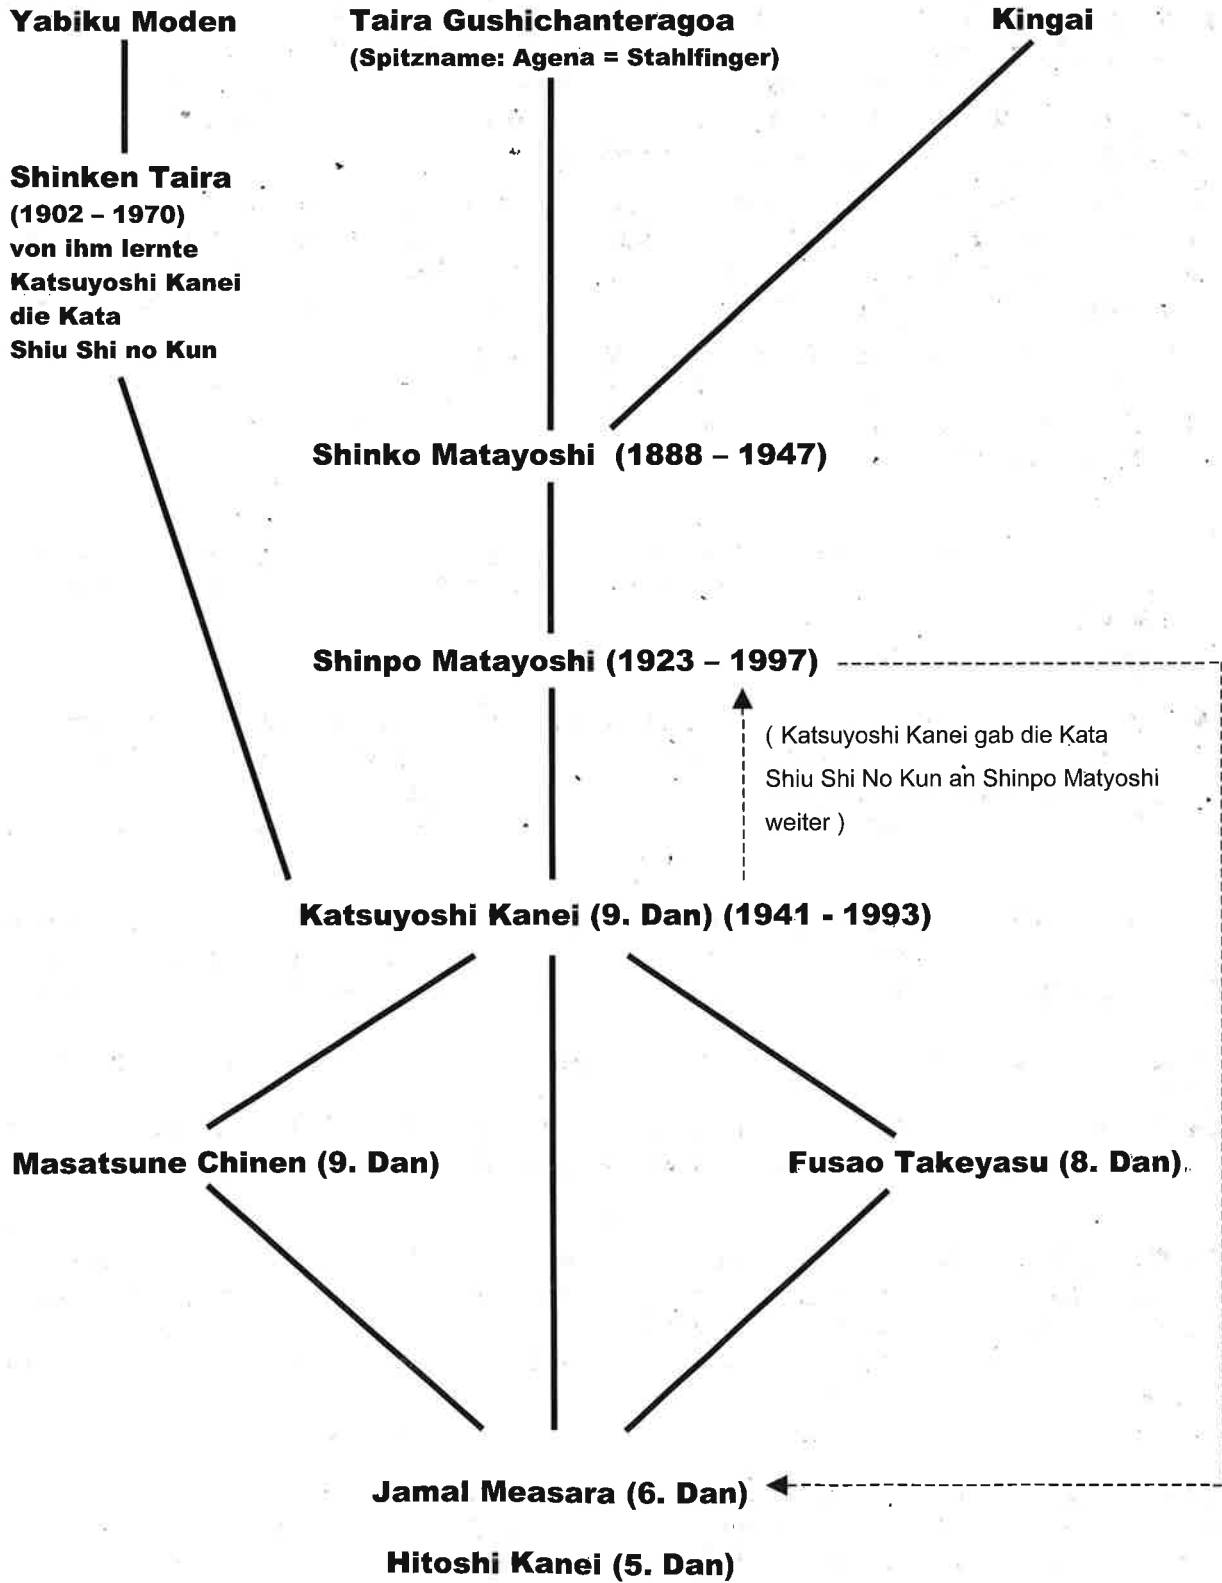 Yabiku Moden
Taira Gushichanteragoa
(Spitzname: Agena = Stahlfinger)
Kingai
Shinken Taira
(1902 – 1970)
von ihm lernte
Katsuyoshi Kanei
die Kata
Shiu Shi no Kun
Shinko Matayoshi (1888 – 1947)
Shinpo Matayoshi (1923 – 1997)
( Katsuyoshi Kanei gab die Kata
Shiu Shi No Kun an Shinpo Matyoshi
weiter )
Katsuyoshi Kanei (9. Dan) (1941 - 1993)
Masatsune Chinen (9. Dan)
Fusao Takeyasu (8. Dan)
Jamal Measara (6. Dan)
Hitoshi Kanei (5. Dan)